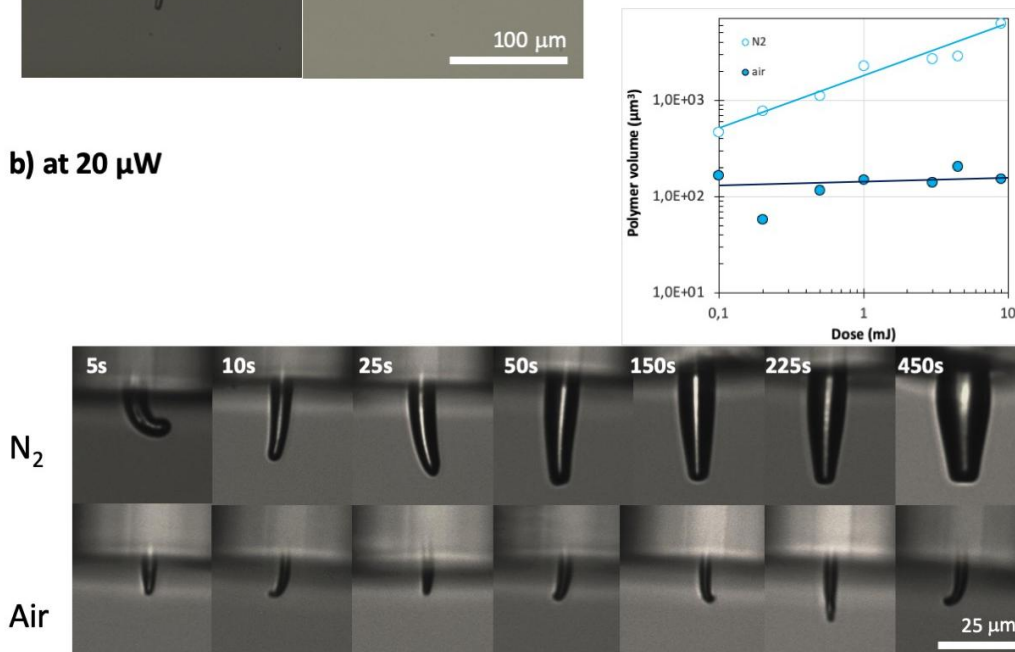 100 µm
N2
air
Polymer volume (µm³)
1,0E+03
1,0E+02
1,0E+01
0,1
1
10
Dose (mJ)
b) at 20 µW
5s
10s
25s
50s
150s
225s
450s
N₂
Air
25 µm